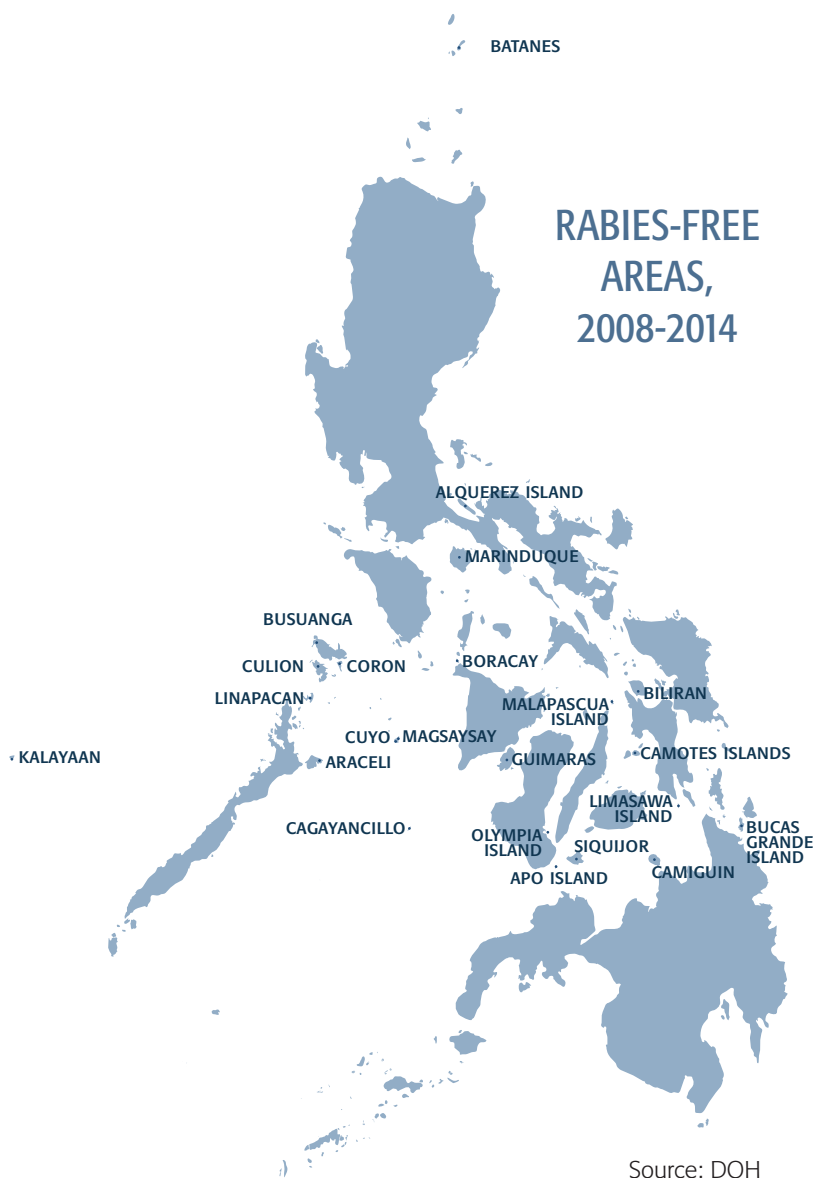 BATANES
RABIES-FREE
AREAS,
2008-2014
ALQUEREZ ISLAND
MARINDUQUE
BUSUANGA
CULION
CORON
BORACAY
LINAPACAN
BILIRAN
MALAPASCUA
ISLAND
CUYO
MAGSAYSAY
KALAYAAN
ARACELI
GUIMARAS
CAMOTES ISLANDS
LIMASAWA
ISLAND
CAGAYANCILLO
OLYMPIA
ISLAND
SIQUIJOR
BUCAS
GRANDE
ISLAND
APO ISLAND
CAMIGUIN
Source: DOH